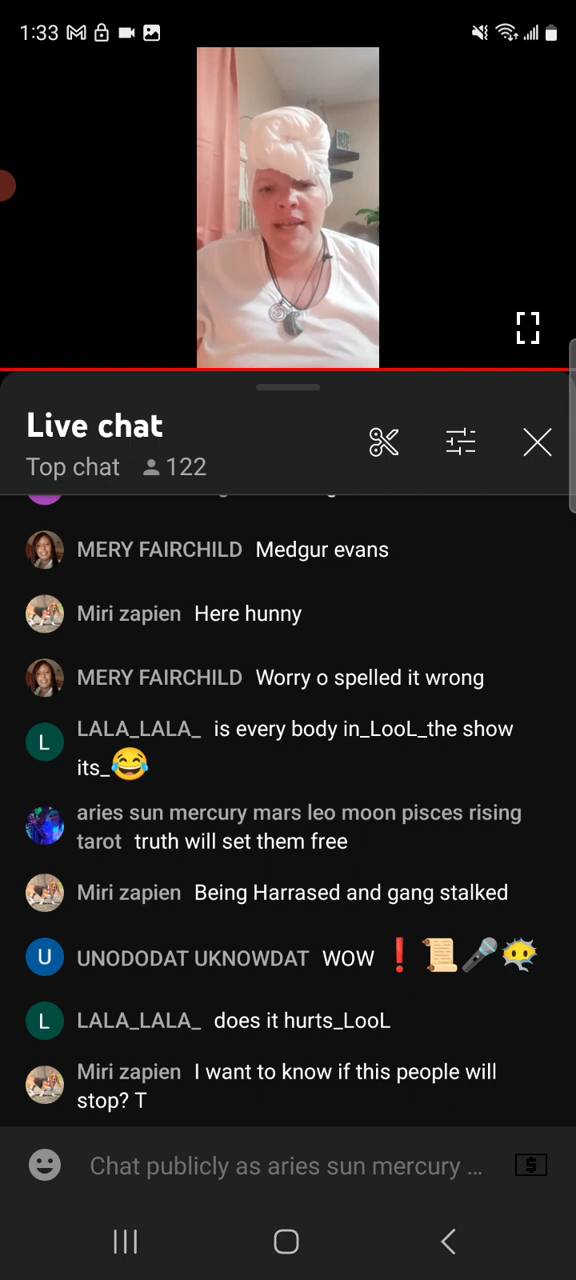 1:33
Live chat
Top chat 122
MERY FAIRCHILD Medgur evans
Miri zapien Here hunny
MERY FAIRCHILD Worry o spelled it wrong
LALA_LALA_ is every body in_LooL_the show
its_😂
aries sun mercury mars leo moon pisces rising
tarot truth will set them free
Miri zapien Being Harrased and gang stalked
U UNODODAT UKNOWDAT WOW ❗📜🎤😶‍🌫️
L LALA_LALA_ does it hurts_LooL
Miri zapien I want to know if this people will
stop? T
Chat publicly as aries sun mercury ...